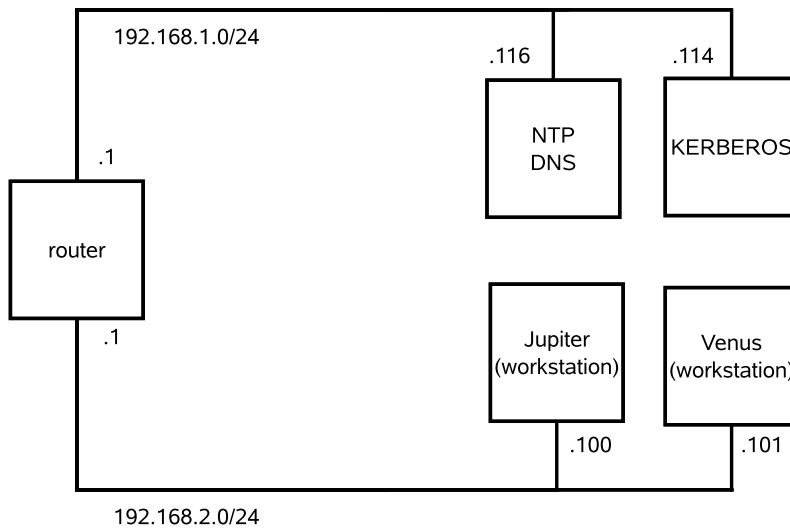 192.168.1.0/24
.116
.114
NTP
DNS
KERBEROS
.1
router
.1
Jupiter
(workstation)
Venus
(workstation)
.100
.101
192.168.2.0/24